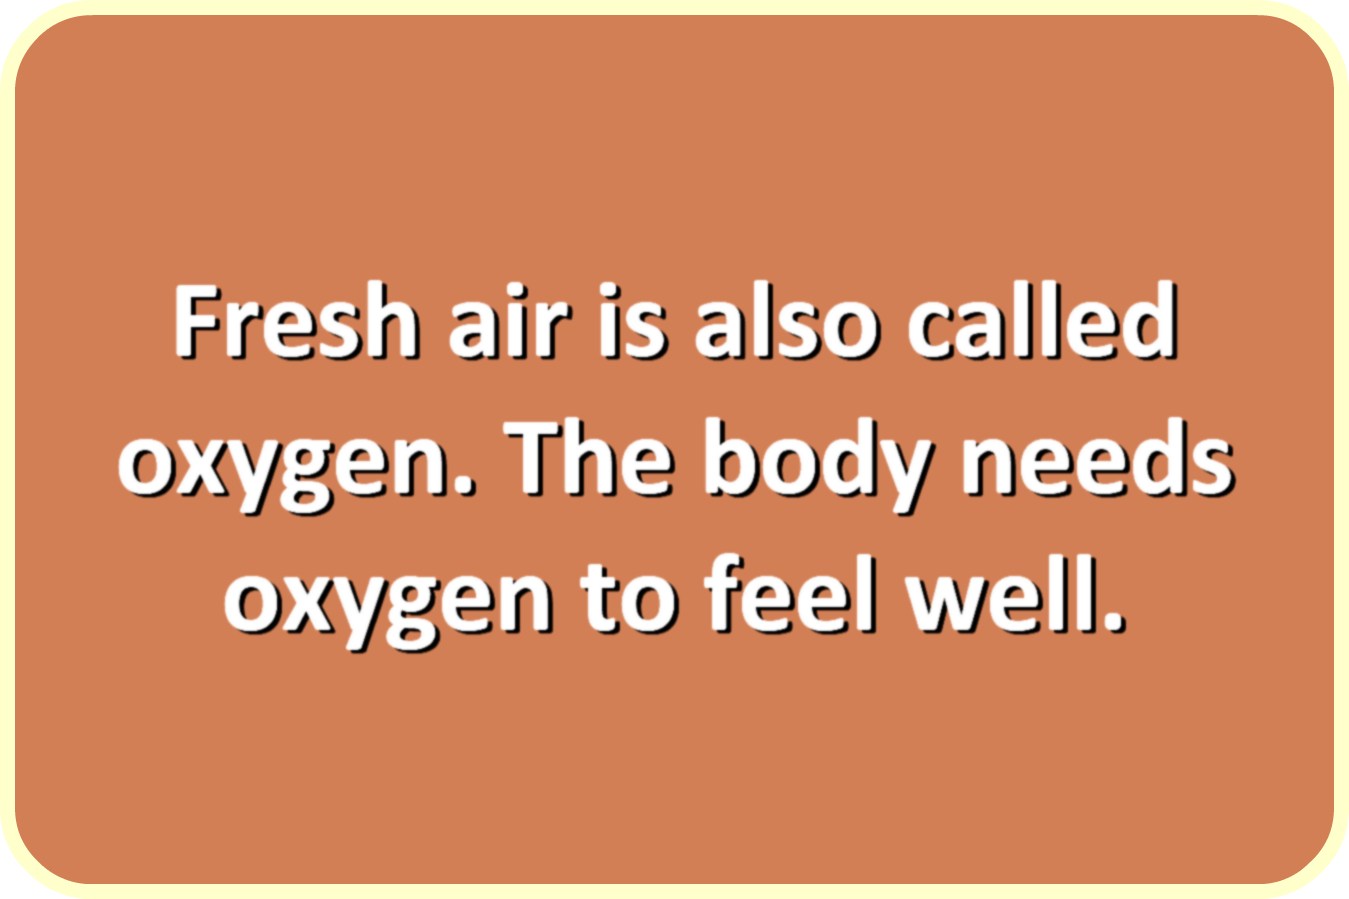 Fresh air is also called
oxygen. The body needs
oxygen to feel well.